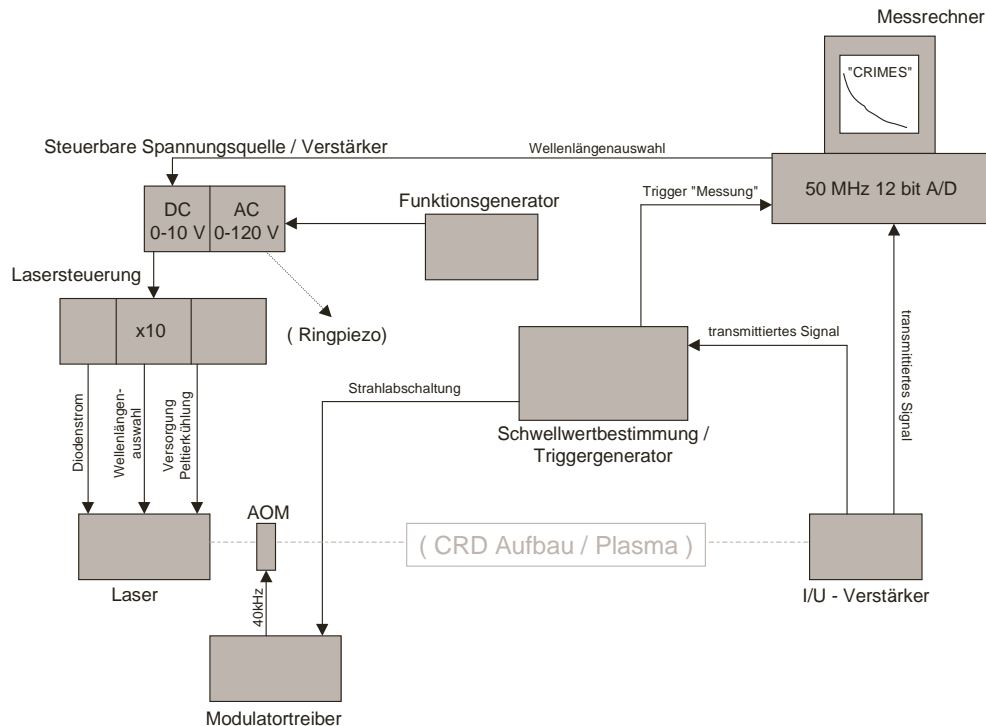 Messrechner
"CRIMES"
Steuerbare Spannungsquelle / Verstärker
Wellenlängenauswahl
50 MHz 12 bit A/D
DC
0-10 V
AC
0-120 V
Funktionsgenerator
Trigger "Messung"
Lasersteuerung
x10
( Ringpiezo)
transmittiertes Signal
transmittiertes Signal
Strahlabschaltung
Schwellwertbestimmung /
Triggergenerator
Diodenstrom
Wellenlängen-
auswahl
Versorgung
Peltierkühlung
AOM
( CRD Aufbau / Plasma )
Laser
I/U - Verstärker
40kHz
Modulatortreiber